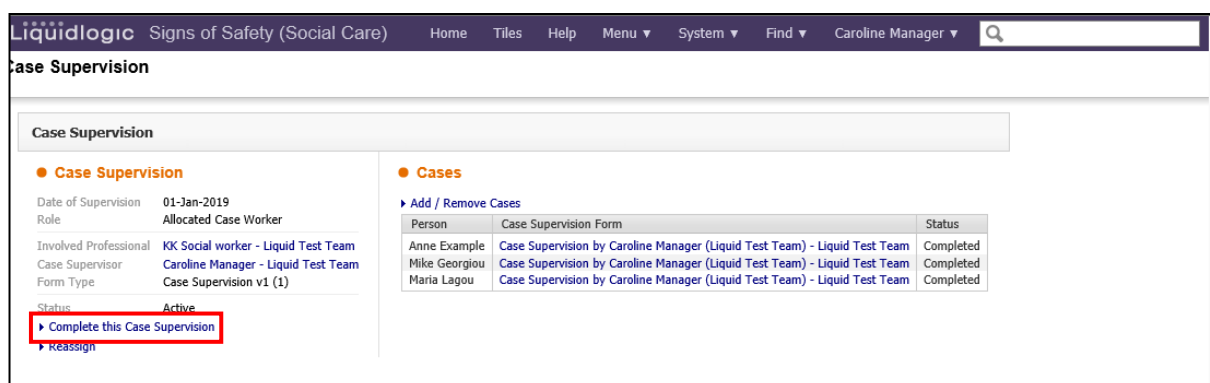 Liquidlogic Signs of Safety (Social Care) Home Tiles Help Menu ▾ System ▾ Find ▾ Caroline Manager ▾
Case Supervision
Case Supervision
Case Supervision
Date of Supervision 01-Jan-2019
Role Allocated Case Worker
Involved Professional KK Social worker - Liquid Test Team
Case Supervisor Caroline Manager - Liquid Test Team
Form Type Case Supervision v1 (1)
Status Active
Complete this Case Supervision
Reassign
Cases
Add / Remove Cases
Person Case Supervision Form Status
Anne Example Case Supervision by Caroline Manager (Liquid Test Team) - Liquid Test Team Completed
Mike Georgiou Case Supervision by Caroline Manager (Liquid Test Team) - Liquid Test Team Completed
Maria Lagou Case Supervision by Caroline Manager (Liquid Test Team) - Liquid Test Team Completed